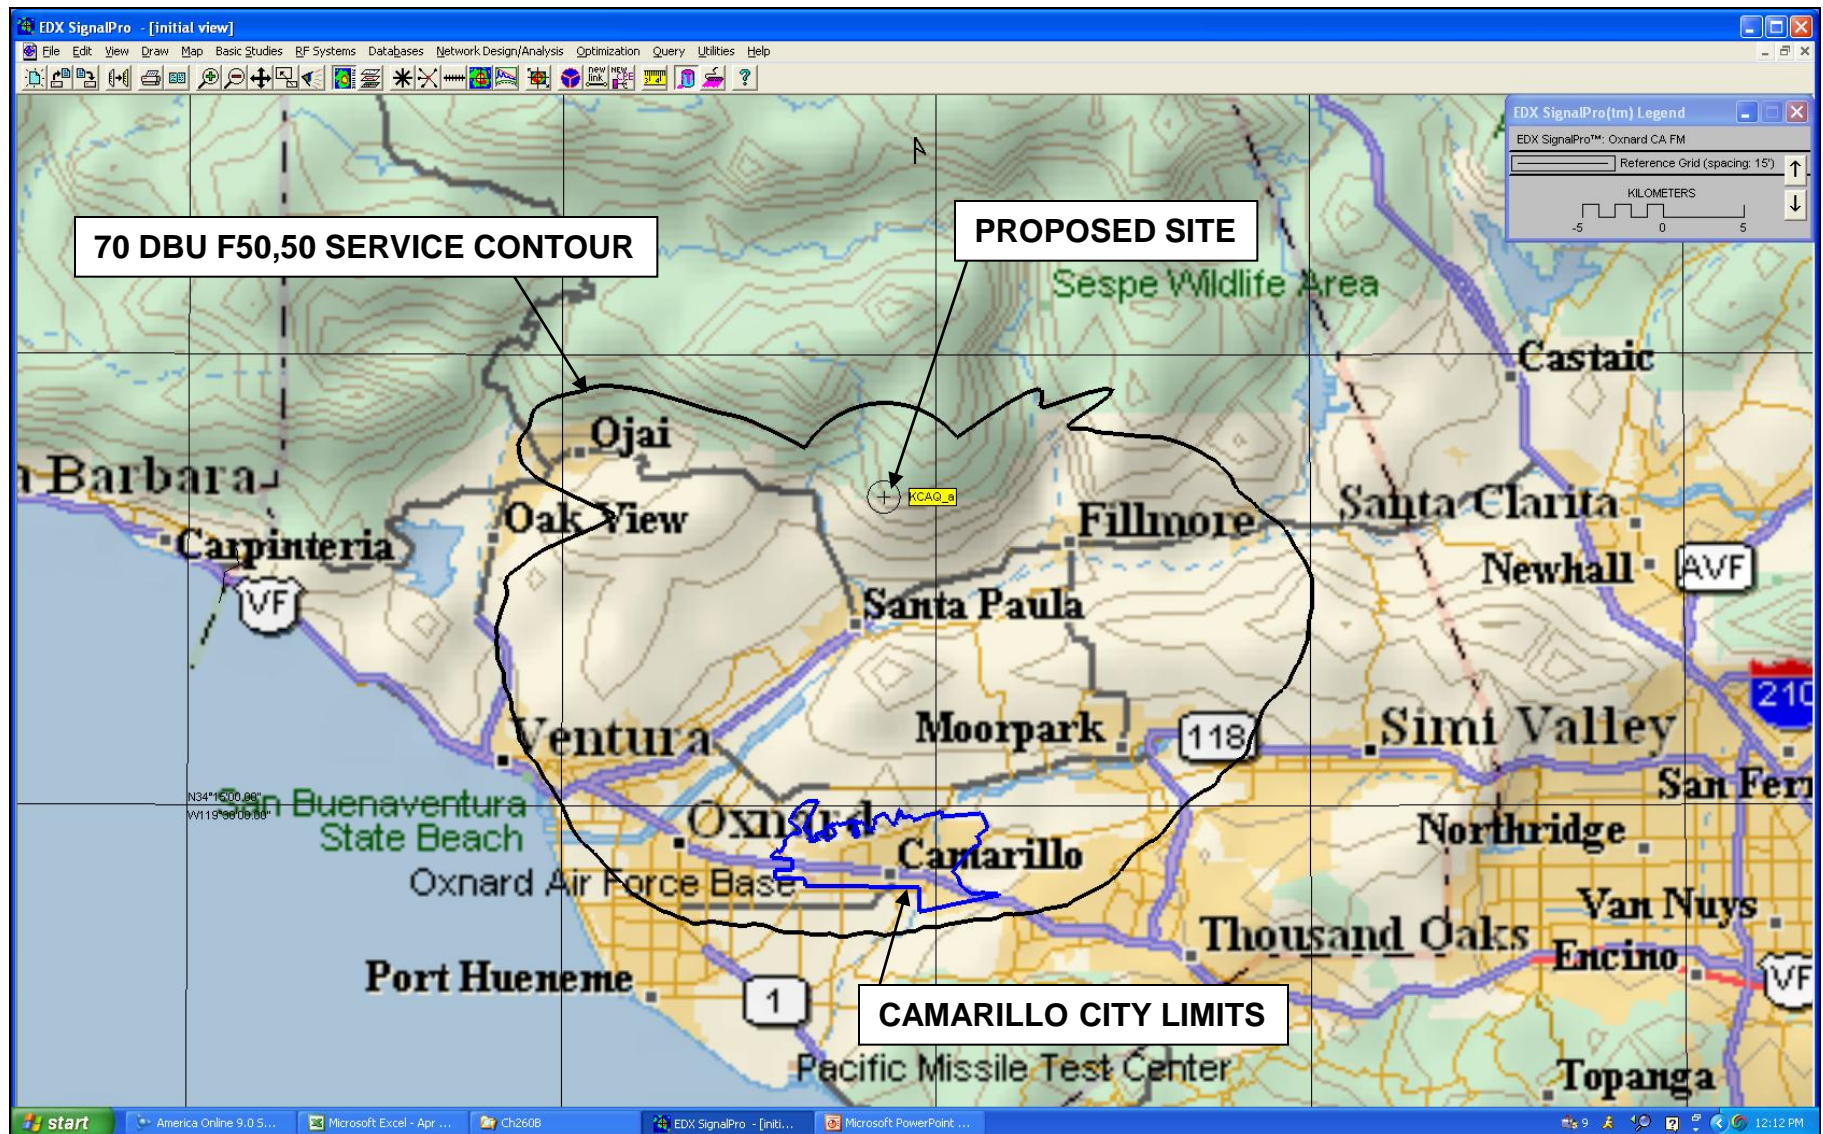 EDX SignalPro - [initial view]
File Edit View Draw Map Basic Studies RF Systems Databases Network Design/Analysis Optimization Query Utilities Help
new link
NEW CPE
EDX SignalPro(tm) Legend
EDX SignalPro™: Oxnard CA FM
Reference Grid (spacing: 15')
KILOMETERS
-5 0 5
70 DBU F50,50 SERVICE CONTOUR
PROPOSED SITE
Sespe Wildlife Area
Castaic
Ojai
a Barbara
KCAQ_a
Santa Clarita
Oak View
Fillmore
Carpinteria
Newhall
AVF
VF
Santa Paula
210
Ventura
Moorpark
118
Simi Valley
San Fer
N34°15'00.00"
W119°30'00.00"
San Buenaventura
State Beach
Oxnard
Northridge
Camarillo
Oxnard Air Force Base
Van Nuys
Thousand Oaks
Encino
Port Hueneme
1
VF
CAMARILLO CITY LIMITS
Pacific Missile Test Center
Topanga
start
America Online 9.0 S...
Microsoft Excel - Apr ...
Ch260B
EDX SignalPro - [initi...
Microsoft PowerPoint ...
9
12:12 PM